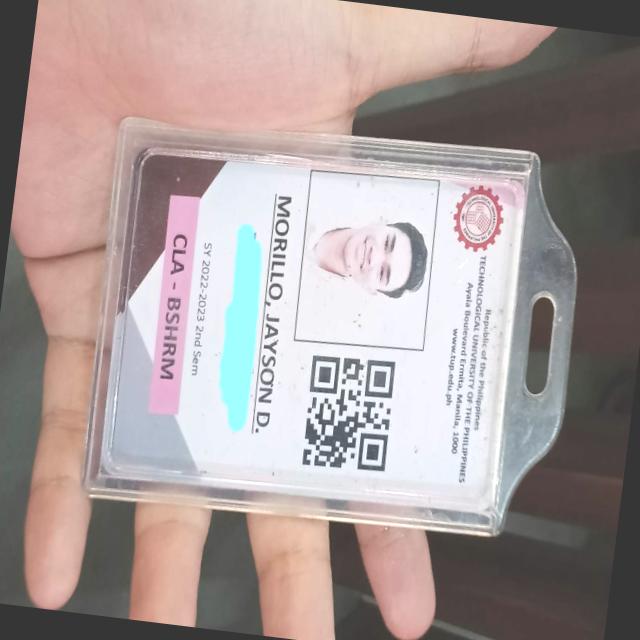 Republic of the Philippines
TECHNOLOGICAL UNIVERSITY OF THE PHILIPPINES
Ayala Boulevard Ermita, Manila, 1000
www.tup.edu.ph
MORILLO, JAYSON D.
SY 2022-2023 2nd Sem
CLA - BSHRM